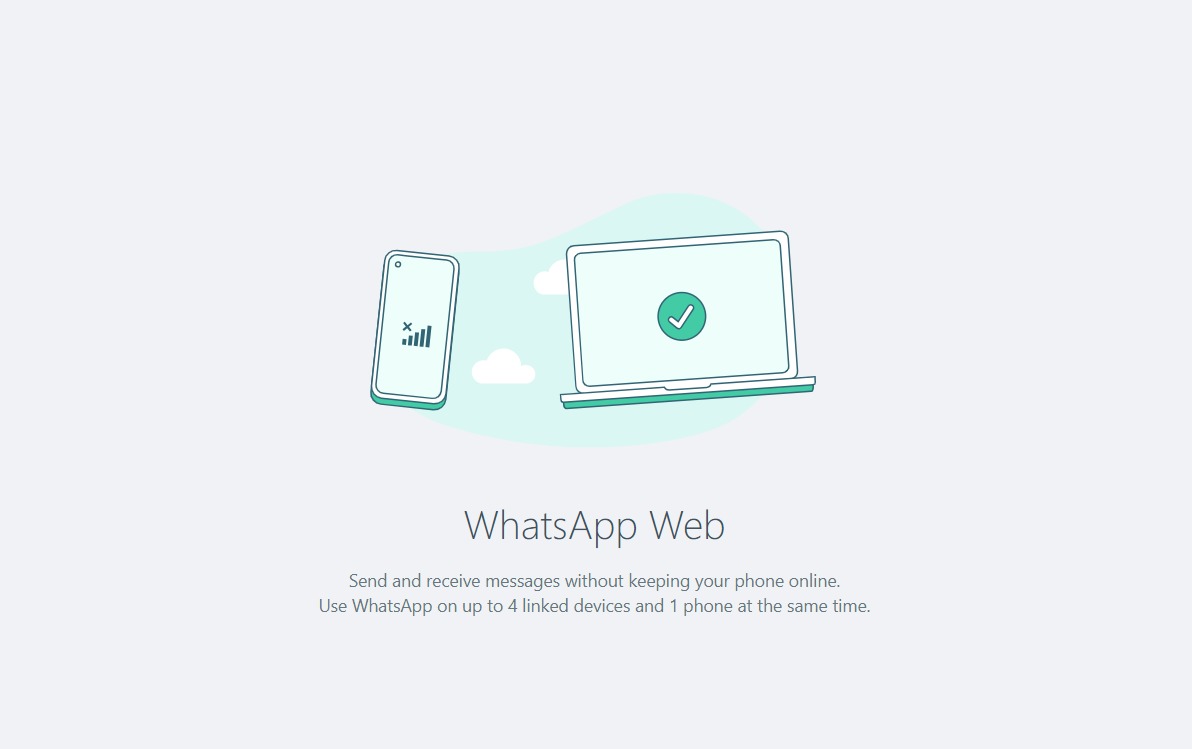 WhatsApp Web
Send and receive messages without keeping your phone online.
Use WhatsApp on up to 4 linked devices and 1 phone at the same time.